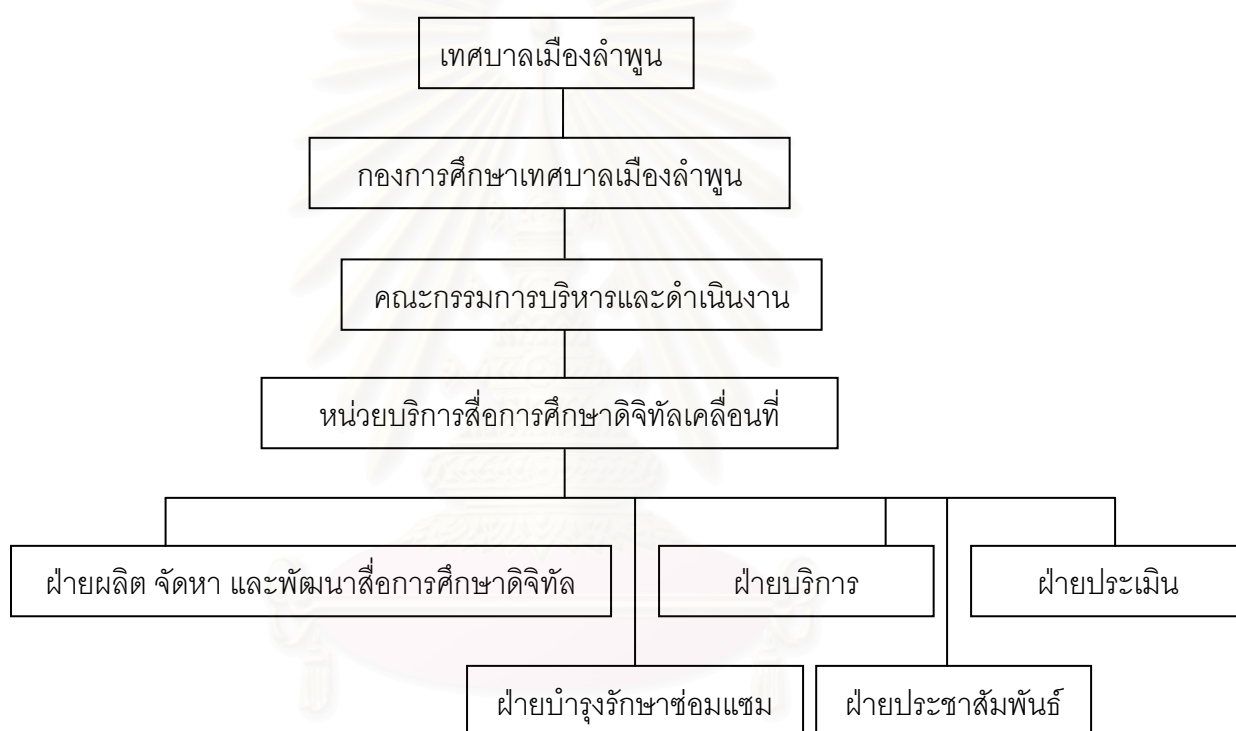 เทศบาลเมืองลำพูน
กองการศึกษาเทศบาลเมืองลำพูน
คณะกรรมการบริหารและดำเนินงาน
หน่วยบริการสื่อการศึกษาดิจิทัลเคลื่อนที่
ฝ่ายผลิต จัดหา และพัฒนาสื่อการศึกษาดิจิทัล
ฝ่ายบริการ
ฝ่ายประเมิน
ฝ่ายบำรุงรักษาซ่อมแซม
ฝ่ายประชาสัมพันธ์